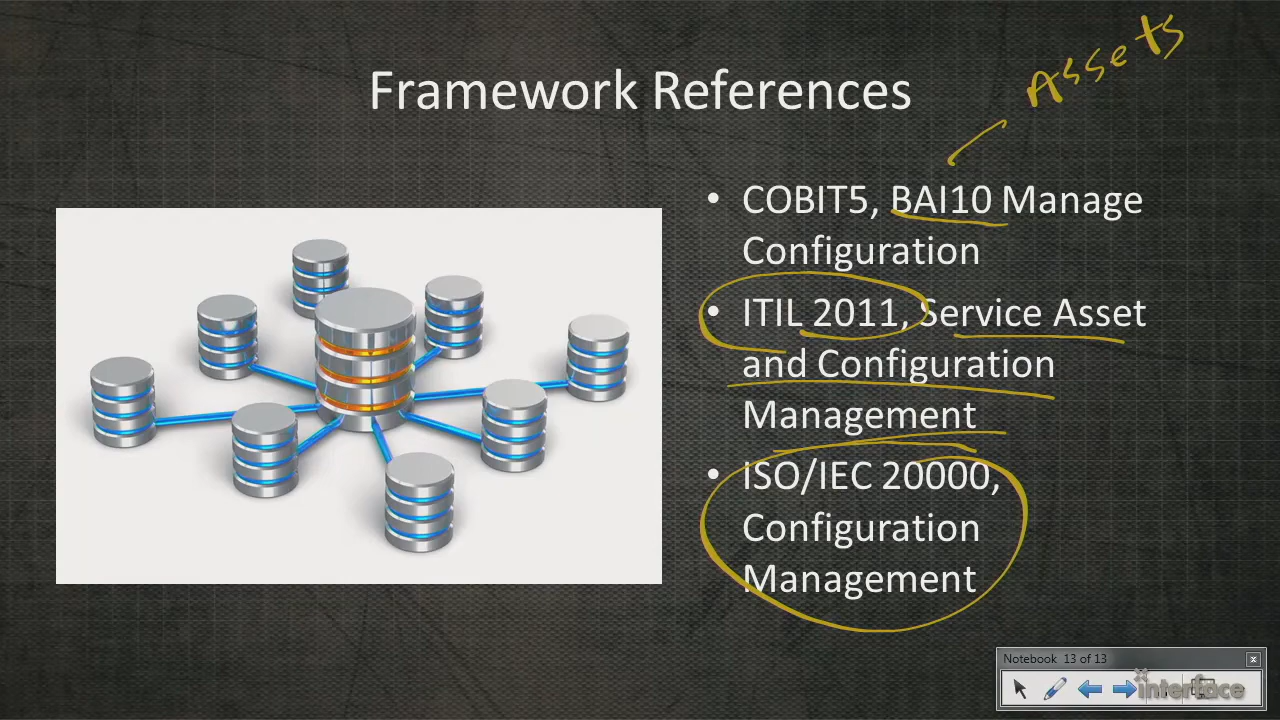 Assets
Framework References
• COBIT5, BAI10 Manage
Configuration
• ITIL 2011, Service Asset
and Configuration
Management
• ISO/IEC 20000,
Configuration
Management
Notebook 13 of 13
interface